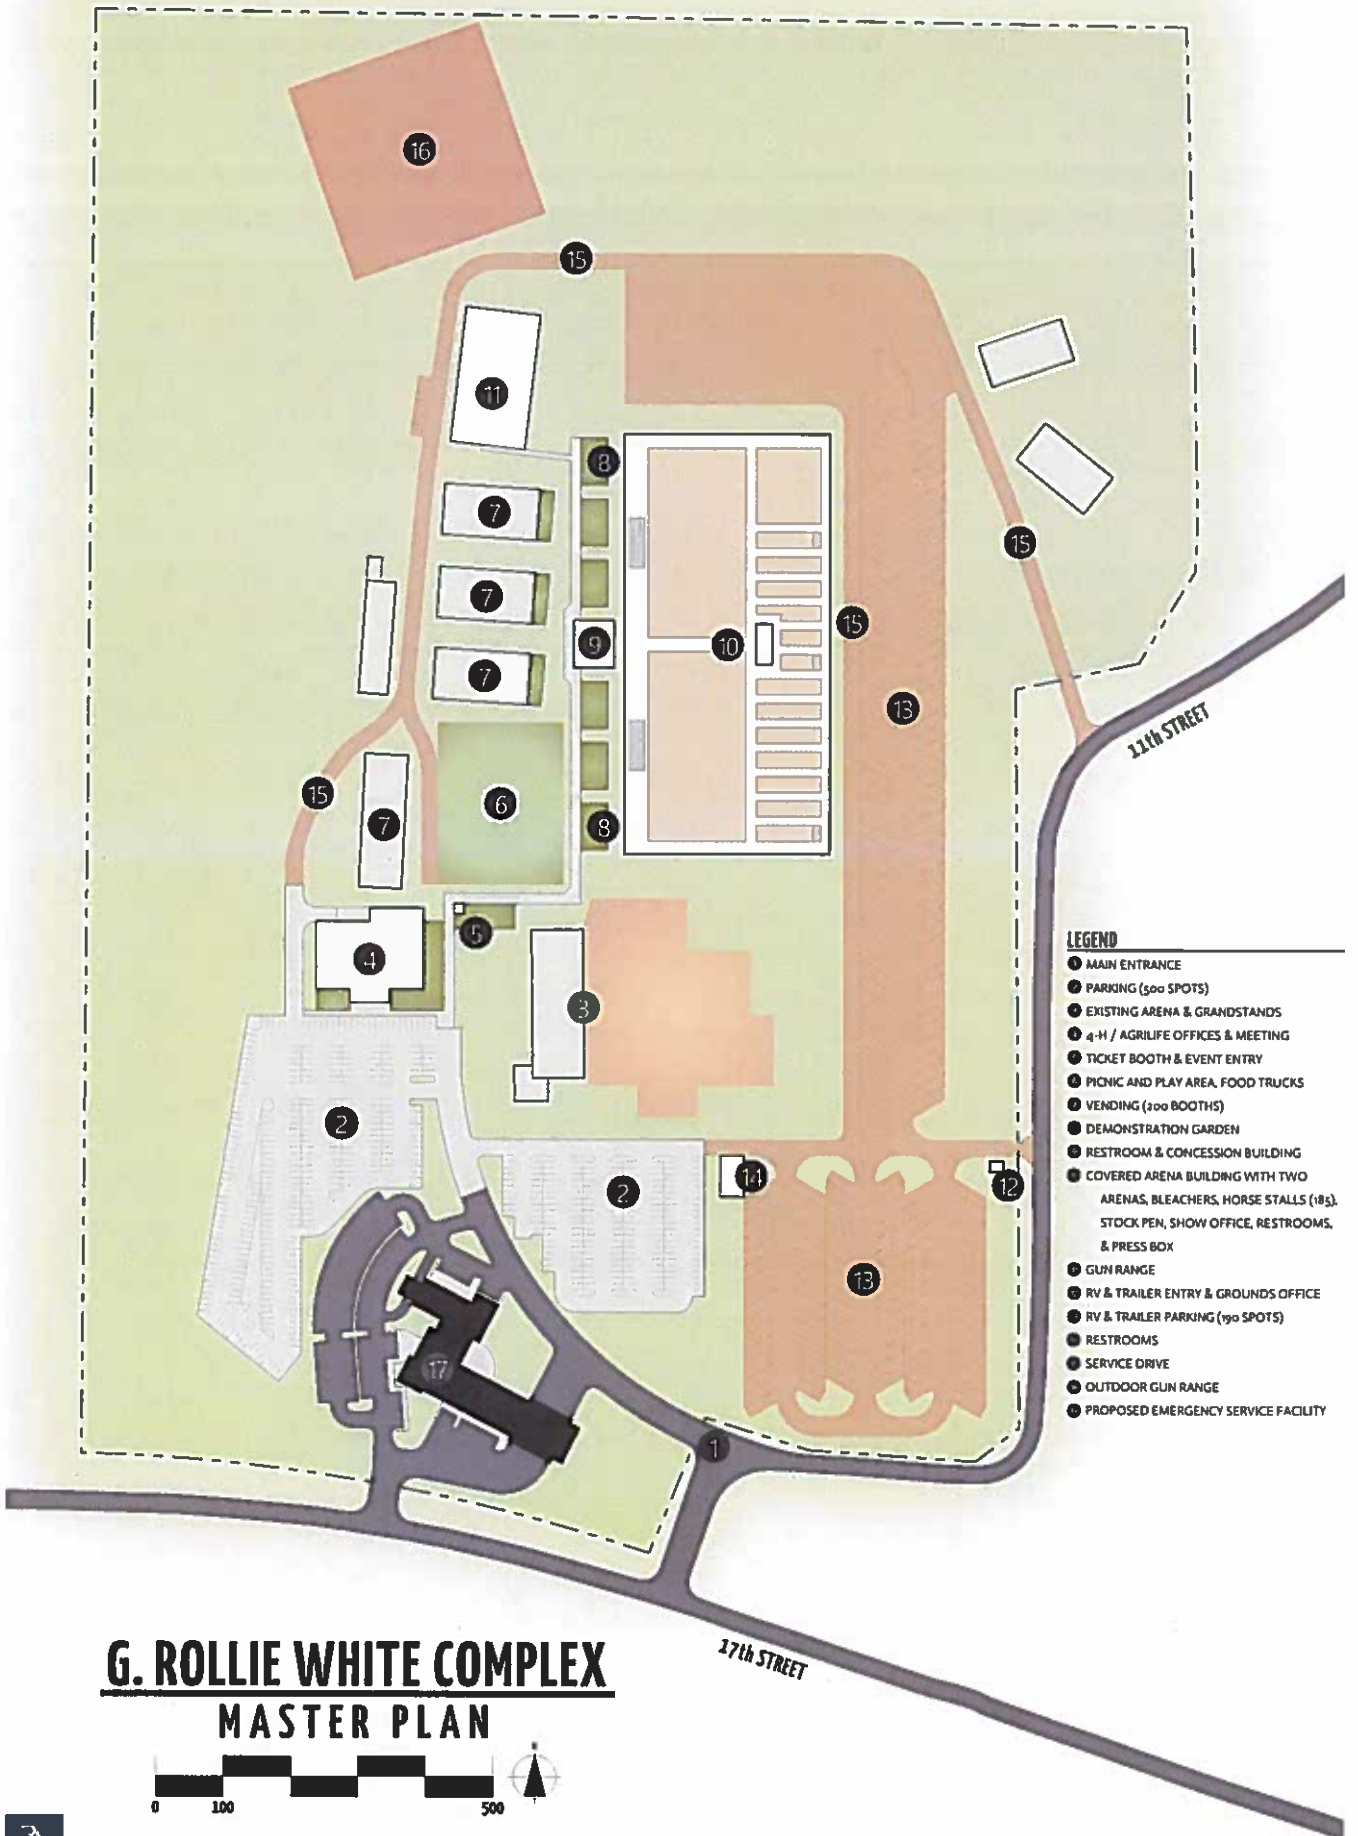 16
15
11
8
7
15
7
9
10
15
7
13
11th STREET
15
6
7
8
5
4
3
LEGEND
MAIN ENTRANCE
PARKING (500 SPOTS)
EXISTING ARENA & GRANDSTANDS
4-H / AGRILIFE OFFICES & MEETING
TICKET BOOTH & EVENT ENTRY
PICNIC AND PLAY AREA, FOOD TRUCKS
VENDING (200 BOOTHS)
DEMONSTRATION GARDEN
RESTROOM & CONCESSION BUILDING
COVERED ARENA BUILDING WITH TWO
ARENAS, BLEACHERS, HORSE STALLS (185),
STOCK PEN, SHOW OFFICE, RESTROOMS,
& PRESS BOX
GUN RANGE
RV & TRAILER ENTRY & GROUNDS OFFICE
RV & TRAILER PARKING (190 SPOTS)
RESTROOMS
SERVICE DRIVE
OUTDOOR GUN RANGE
PROPOSED EMERGENCY SERVICE FACILITY
2
2
14
12
13
17
1
17th STREET
G. ROLLIE WHITE COMPLEX
MASTER PLAN
0 100 500